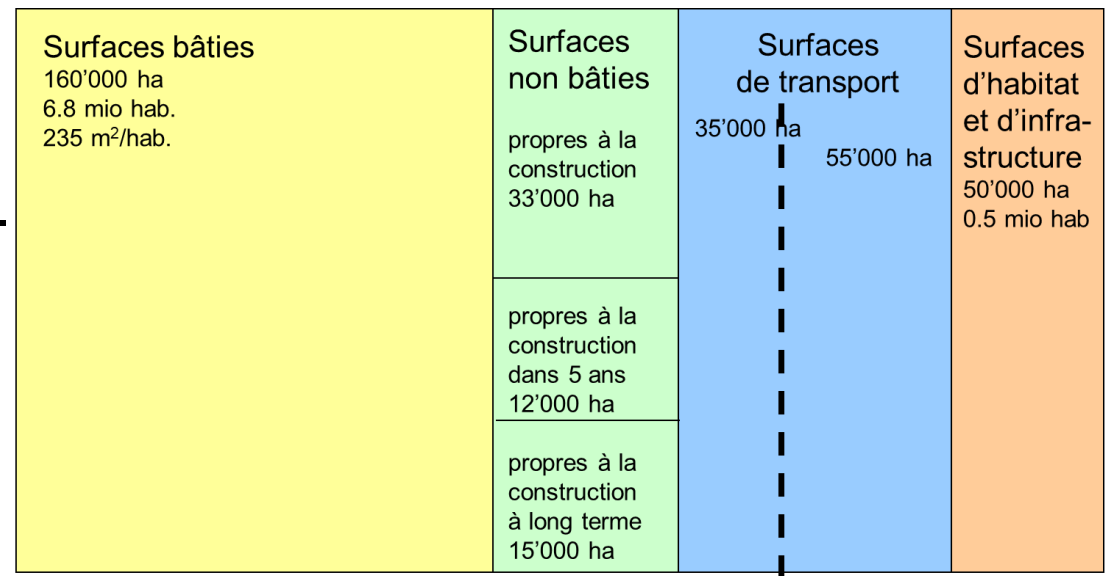 Surfaces bâties
160’000 ha
6.8 mio hab.
235 m²/hab.
Surfaces
non bâties
propres à la
construction
33’000 ha
propres à la
construction
dans 5 ans
12’000 ha
propres à la
construction
à long terme
15’000 ha
Surfaces
de transport
35’000 ha
55’000 ha
Surfaces
d’habitat
et d’infra-
structure
50’000 ha
0.5 mio hab